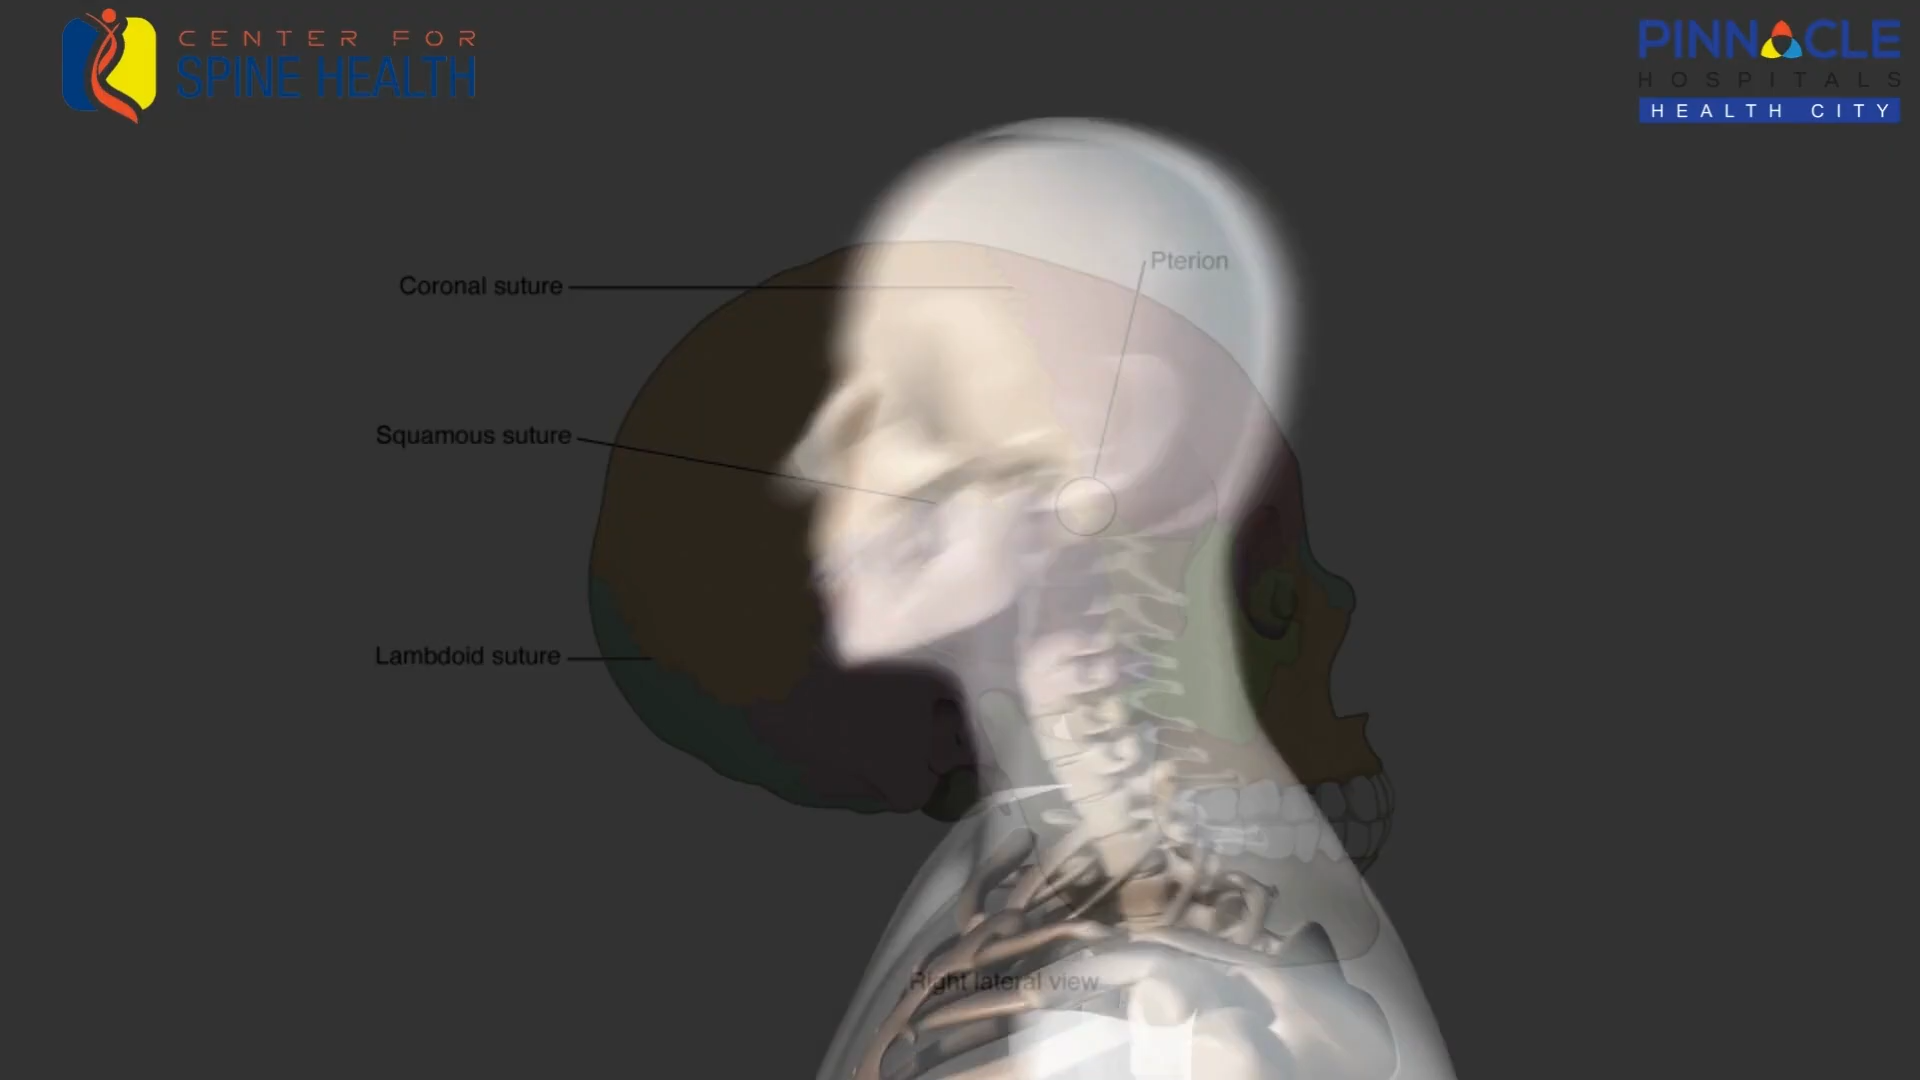 CENTER FOR
SPINE HEALTH
PINNACLE
HOSPITALS
HEALTH CITY
Pterion
Coronal suture
Squamous suture
Lambdoid suture
Right lateral view